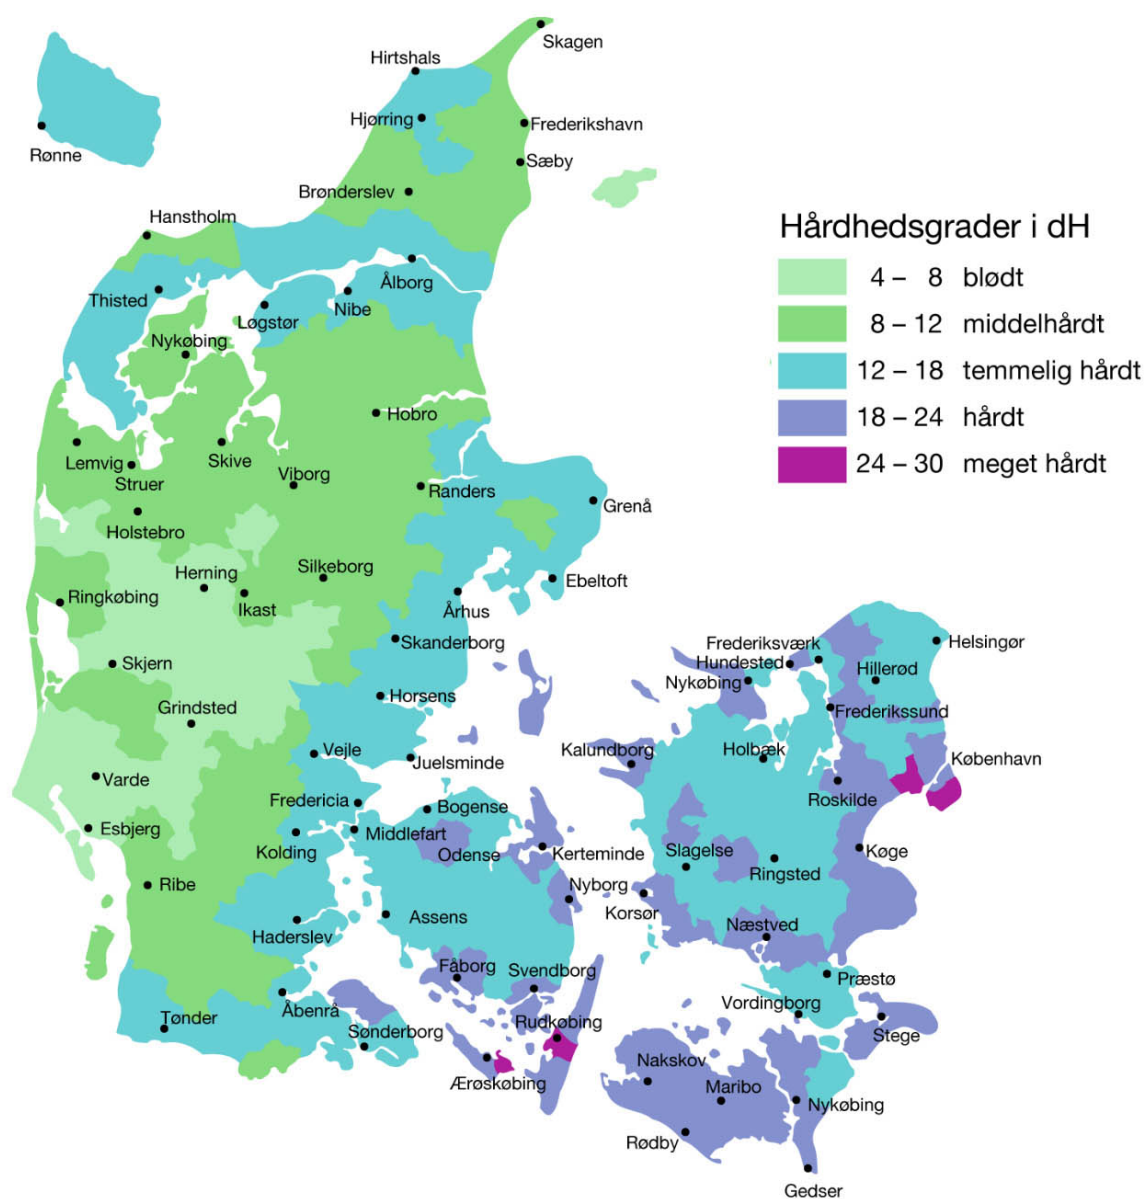 Skagen
Hirtshals
Hjørring
Frederikshavn
Rønne
Sæby
Brønderslev
Hanstholm
Ålborg
Thisted
Løgstør
Nibe
Nykøbing
Hobro
Lemvig
Skive
Struer
Viborg
Randers
Grenå
Holstebro
Herning
Silkeborg
Ebeltoft
Ringkøbing
Ikast
Århus
Skanderborg
Skjern
Horsens
Grindsted
Vejle
Juelsminde
Varde
Fredericia
Bogense
Esbjerg
Middlefart
Kolding
Odense
Kerteminde
Ribe
Nyborg
Assens
Haderslev
Fåborg
Svendborg
Tønder
Åbenrå
Sønderborg
Rudkøbing
Ærøskøbing
Hårdhedsgrader i dH
4 – 8 blødt
8 – 12 middelhårdt
12 – 18 temmelig hårdt
18 – 24 hårdt
24 – 30 meget hårdt
Frederiksværk
Helsingør
Hundested
Hillerød
Nykøbing
Frederikssund
Kalundborg
Holbæk
København
Roskilde
Slagelse
Køge
Ringsted
Korsør
Næstved
Præstø
Vordingborg
Stege
Nakskov
Maribo
Nykøbing
Rødby
Gedser